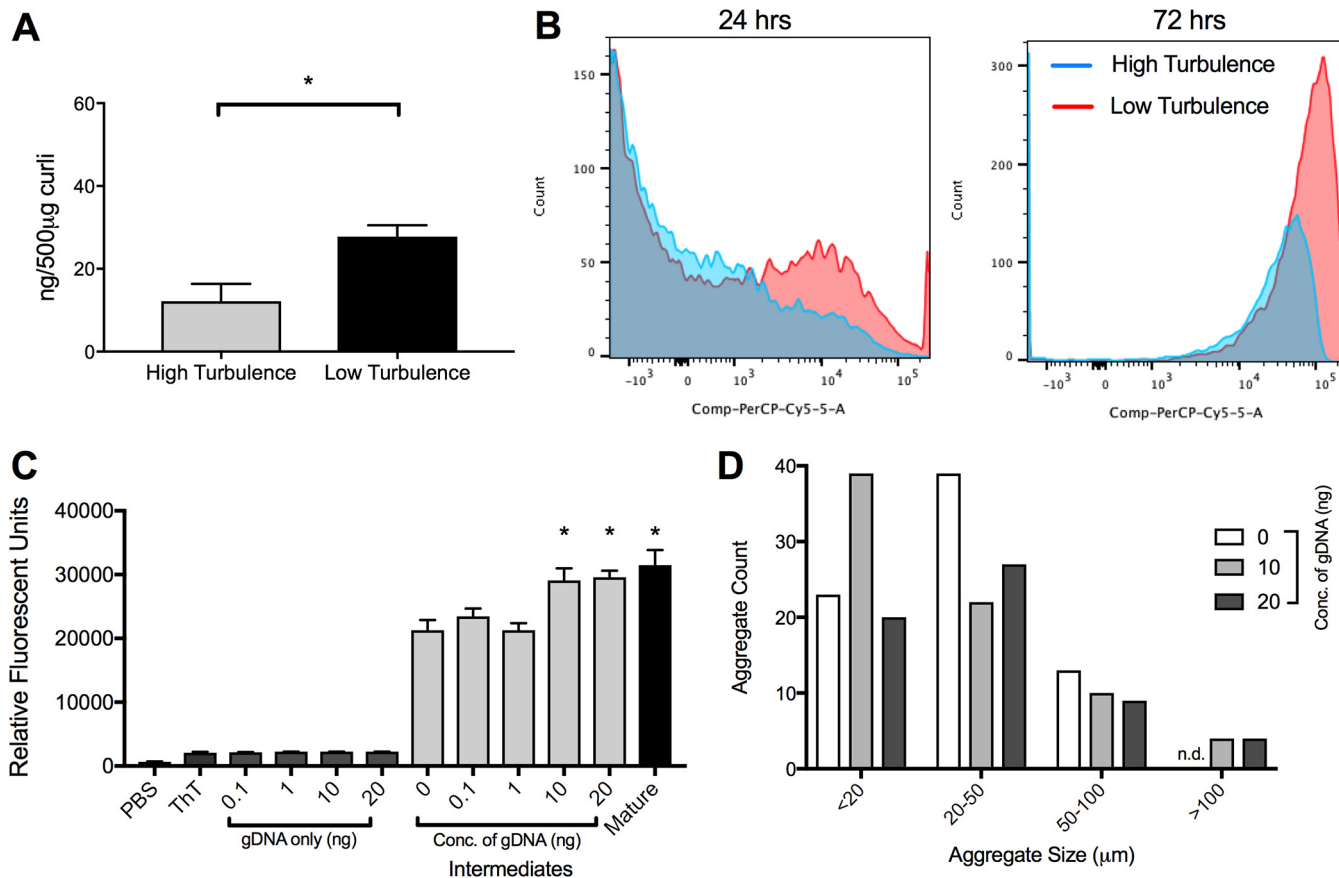 A
*
60
40
20
0
ng/500μg curli
High Turbulence
Low Turbulence
B
24 hrs
150
100
50
0
Count
-10³
0
10³
10⁴
10⁵
Comp-PerCP-Cy5-5-A
72 hrs
High Turbulence
Low Turbulence
300
200
150
100
0
Count
-10³
0
10³
10⁴
10⁵
Comp-PerCP-Cy5-5-A
C
40000
30000
20000
10000
0
Relative Fluorescent Units
* * *
PBS
ThT
0.1
1
10
20
0
0.1
1
10
20
Mature
gDNA only (ng)
Conc. of gDNA (ng)
Intermediates
D
40
30
20
10
0
Aggregate Count
0
10
20
Conc. of gDNA (ng)
n.d.
<20
20-50
50-100
>100
Aggregate Size (μm)